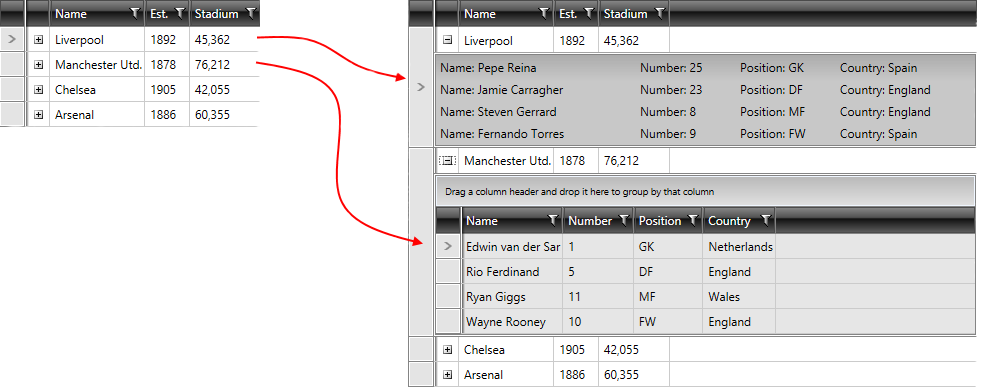 Name Est. Stadium
Liverpool 1892 45,362
Manchester Utd. 1878 76,212
Chelsea 1905 42,055
Arsenal 1886 60,355
Name Est. Stadium
Liverpool 1892 45,362
Name: Pepe Reina Number: 25 Position: GK Country: Spain
Name: Jamie Carragher Number: 23 Position: DF Country: England
Name: Steven Gerrard Number: 8 Position: MF Country: England
Name: Fernando Torres Number: 9 Position: FW Country: Spain
Manchester Utd. 1878 76,212
Drag a column header and drop it here to group by that column
Name Number Position Country
Edwin van der Sar 1 GK Netherlands
Rio Ferdinand 5 DF England
Ryan Giggs 11 MF Wales
Wayne Rooney 10 FW England
Chelsea 1905 42,055
Arsenal 1886 60,355